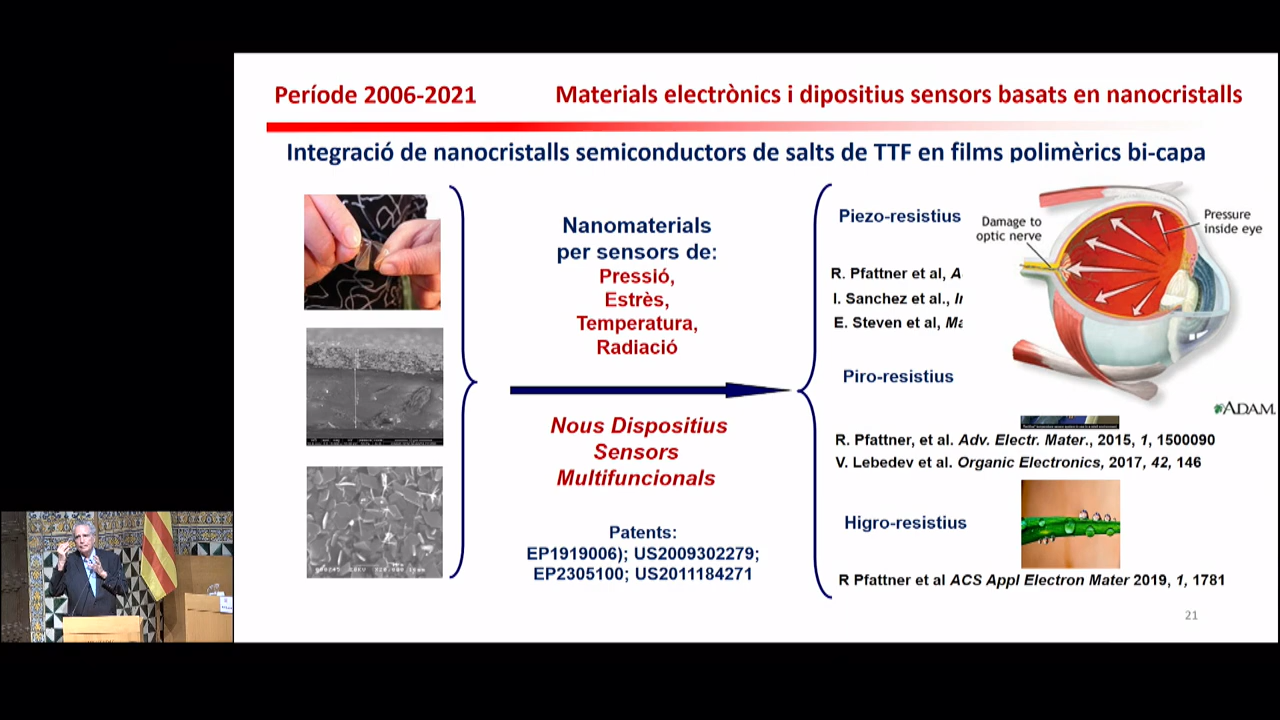 Període 2006-2021
Materials electrònics i dipositius sensors basats en nanocristalls
Integració de nanocristalls semiconductors de salts de TTF en films polimèrics bi-capa
Nanomaterials
per sensors de:
Pressió,
Estrès,
Temperatura,
Radiació
Nous Dispositius
Sensors
Multifuncionals
Patents:
EP1919006); US2009302279;
EP2305100; US2011184271
Piezo-resistius
Damage to
optic nerve
Pressure
inside eye
R. Pfattner et al, A
I. Sanchez et al.,
E. Steven et al,
Piro-resistius
ADAM.
R. Pfattner, et al. Adv. Electr. Mater., 2015, 1, 1500090
V. Lebedev et al. Organic Electronics, 2017, 42, 146
Higro-resistius
R Pfattner et al ACS Appl Electron Mater 2019, 1, 1781
21